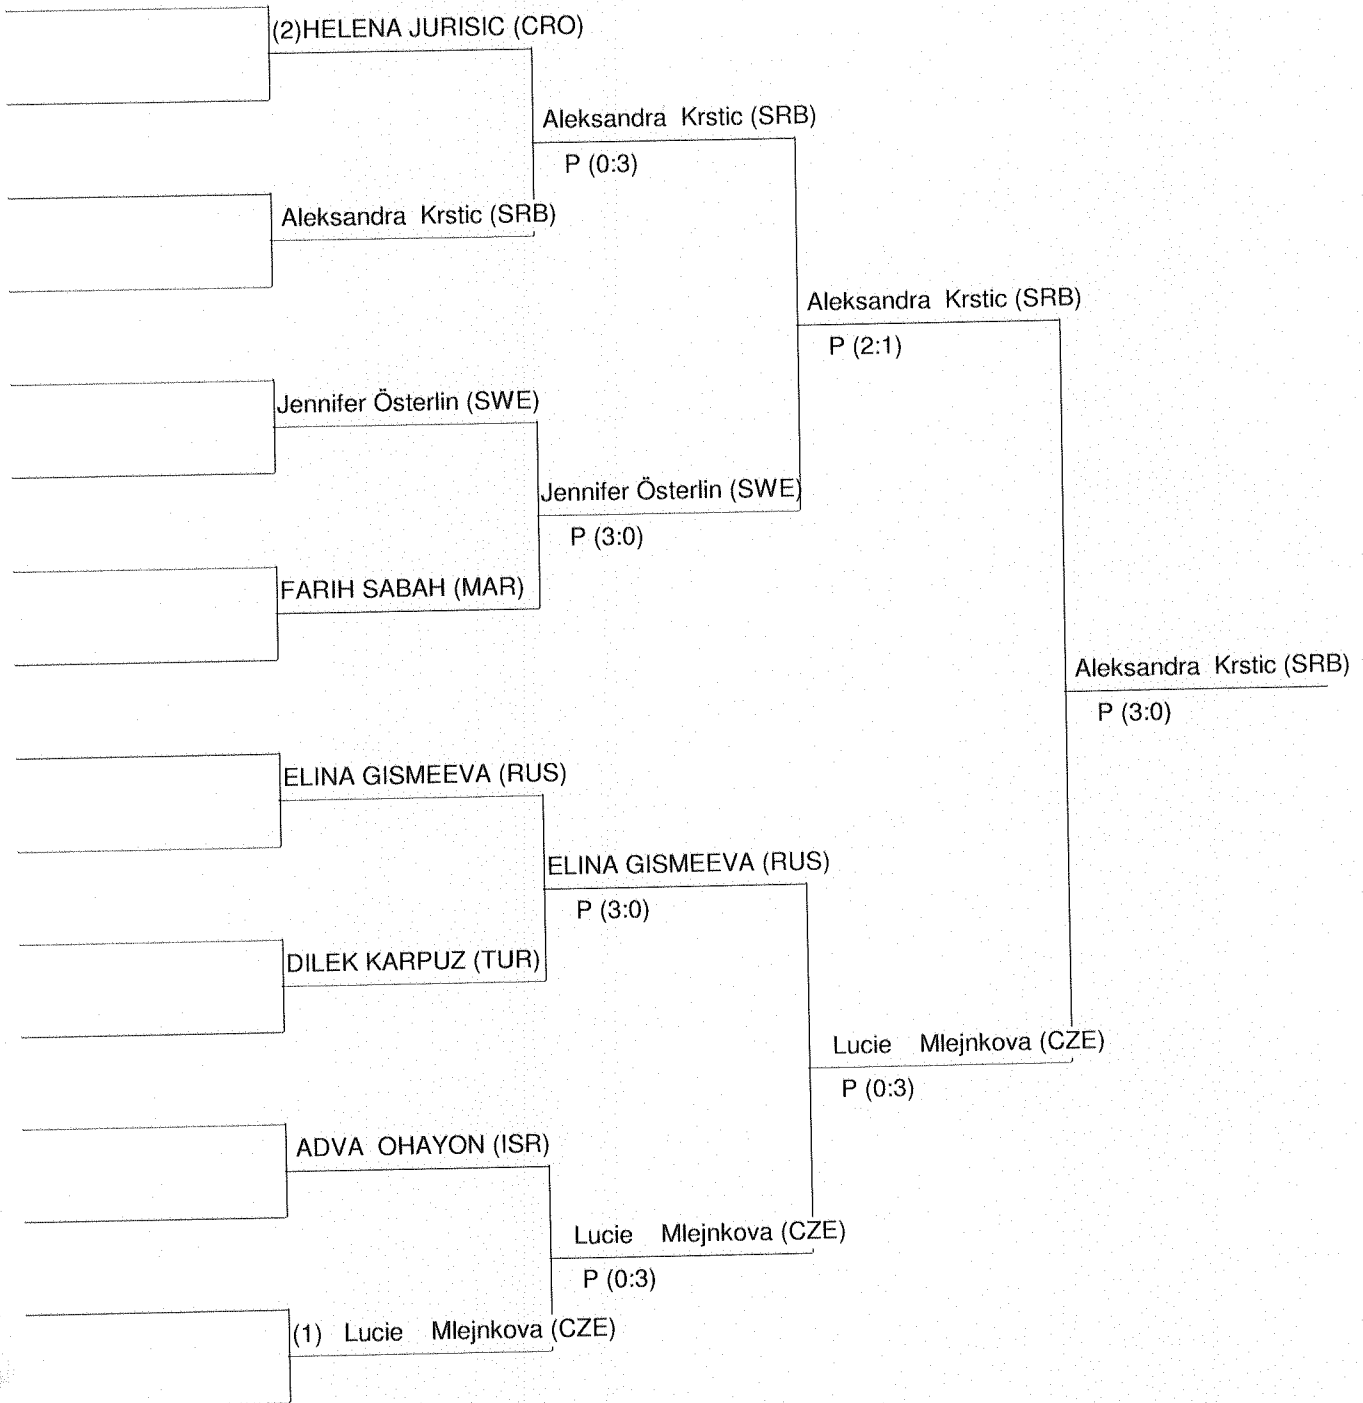 (2)HELENA JURISIC (CRO)
Aleksandra Krstic (SRB)
P (0:3)
Aleksandra Krstic (SRB)
Aleksandra Krstic (SRB)
P (2:1)
Jennifer Österlin (SWE)
Jennifer Österlin (SWE)
P (3:0)
FARIH SABAH (MAR)
Aleksandra Krstic (SRB)
P (3:0)
ELINA GISMEEVA (RUS)
ELINA GISMEEVA (RUS)
P (3:0)
DILEK KARPUZ (TUR)
Lucie Mlejnkova (CZE)
P (0:3)
ADVA OHAYON (ISR)
Lucie Mlejnkova (CZE)
P (0:3)
(1) Lucie Mlejnkova (CZE)